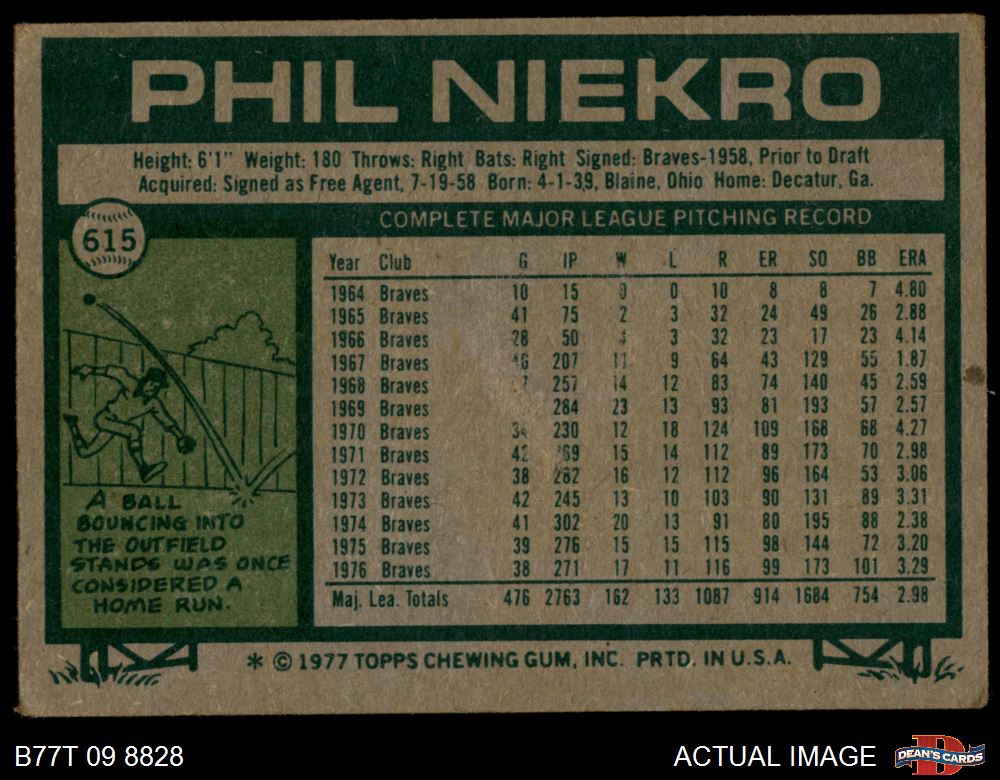 PHIL NIEKRO
Height: 6'1" Weight: 180 Throws: Right Bats: Right Signed: Braves-1958, Prior to Draft
Acquired: Signed as Free Agent, 7-19-58 Born: 4-1-39, Blaine, Ohio Home: Decatur, Ga.
615
COMPLETE MAJOR LEAGUE PITCHING RECORD
Year Club G IP W L R ER SO BB ERA
1964 Braves 10 15 0 0 10 8 8 7 4.80
1965 Braves 41 75 2 3 32 24 49 26 2.88
1966 Braves 28 50 4 3 32 23 17 23 4.14
1967 Braves 46 207 11 9 64 43 129 55 1.87
1968 Braves 257 14 12 83 74 140 45 2.59
1969 Braves 284 23 13 93 81 193 57 2.57
1970 Braves 34 230 12 18 124 109 168 68 4.27
1971 Braves 42 269 15 14 112 89 173 70 2.98
1972 Braves 38 282 16 12 112 96 164 53 3.06
1973 Braves 42 245 13 10 103 90 131 89 3.31
1974 Braves 41 302 20 13 91 80 195 88 2.38
1975 Braves 39 276 15 15 115 98 144 72 3.20
1976 Braves 38 271 17 11 116 99 173 101 3.29
Maj. Lea. Totals 476 2763 162 133 1087 914 1684 754 2.98
A BALL
BOUNCING INTO
THE OUTFIELD
STANDS WAS ONCE
CONSIDERED A
HOME RUN.
* © 1977 TOPPS CHEWING GUM, INC. PRTD. IN U.S.A.
B77T 09 8828
ACTUAL IMAGE
DEAN'S CARDS